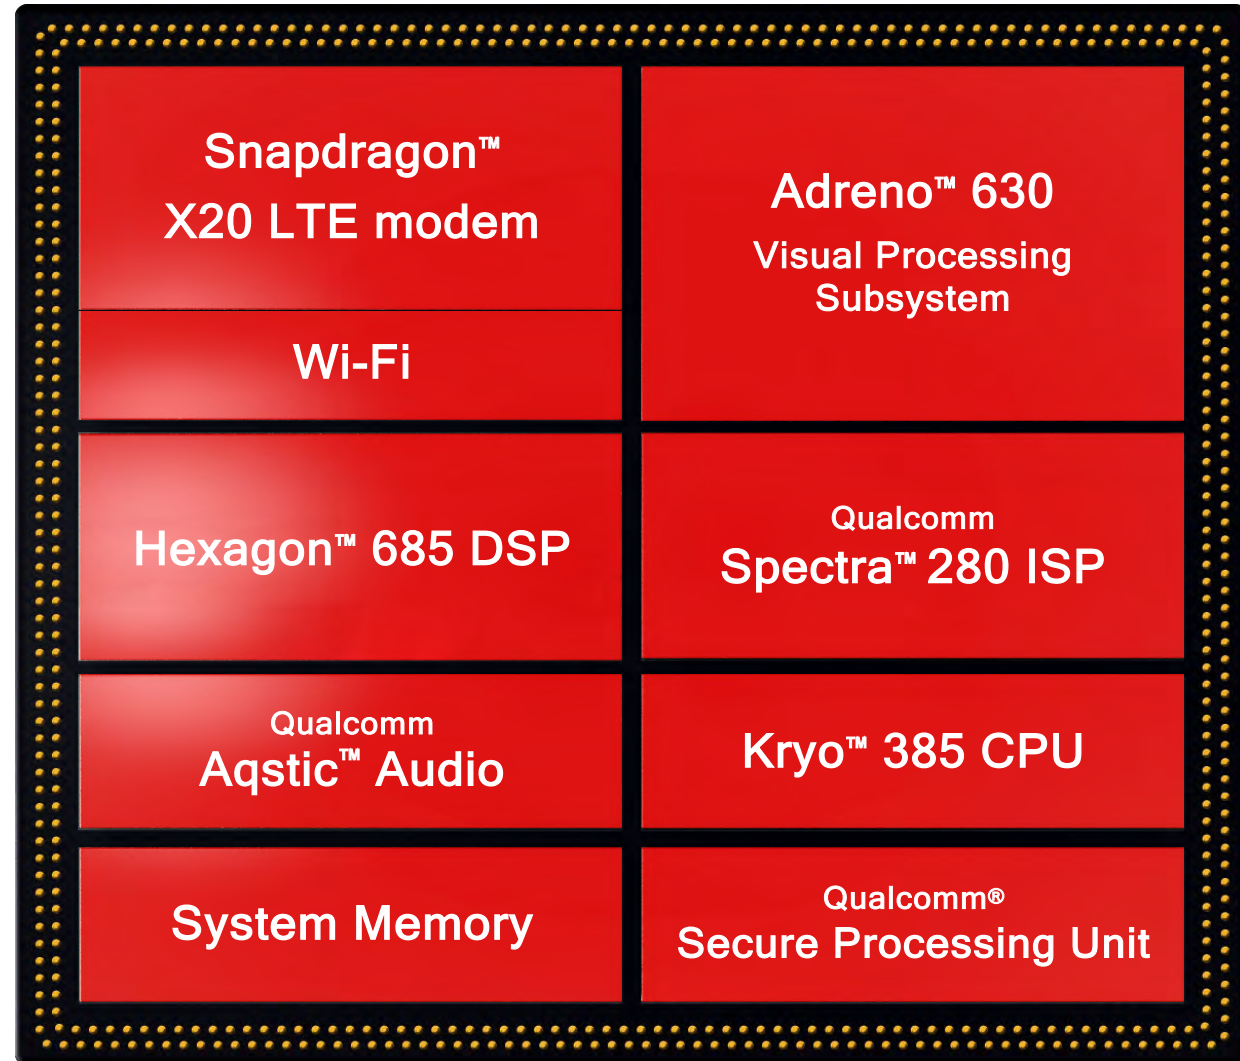 Snapdragon™
X20 LTE modem
Wi-Fi
Adreno™ 630
Visual Processing
Subsystem
Hexagon™ 685 DSP
Qualcomm
Spectra™ 280 ISP
Qualcomm
Aqstic™ Audio
Kryo™ 385 CPU
System Memory
Qualcomm®
Secure Processing Unit